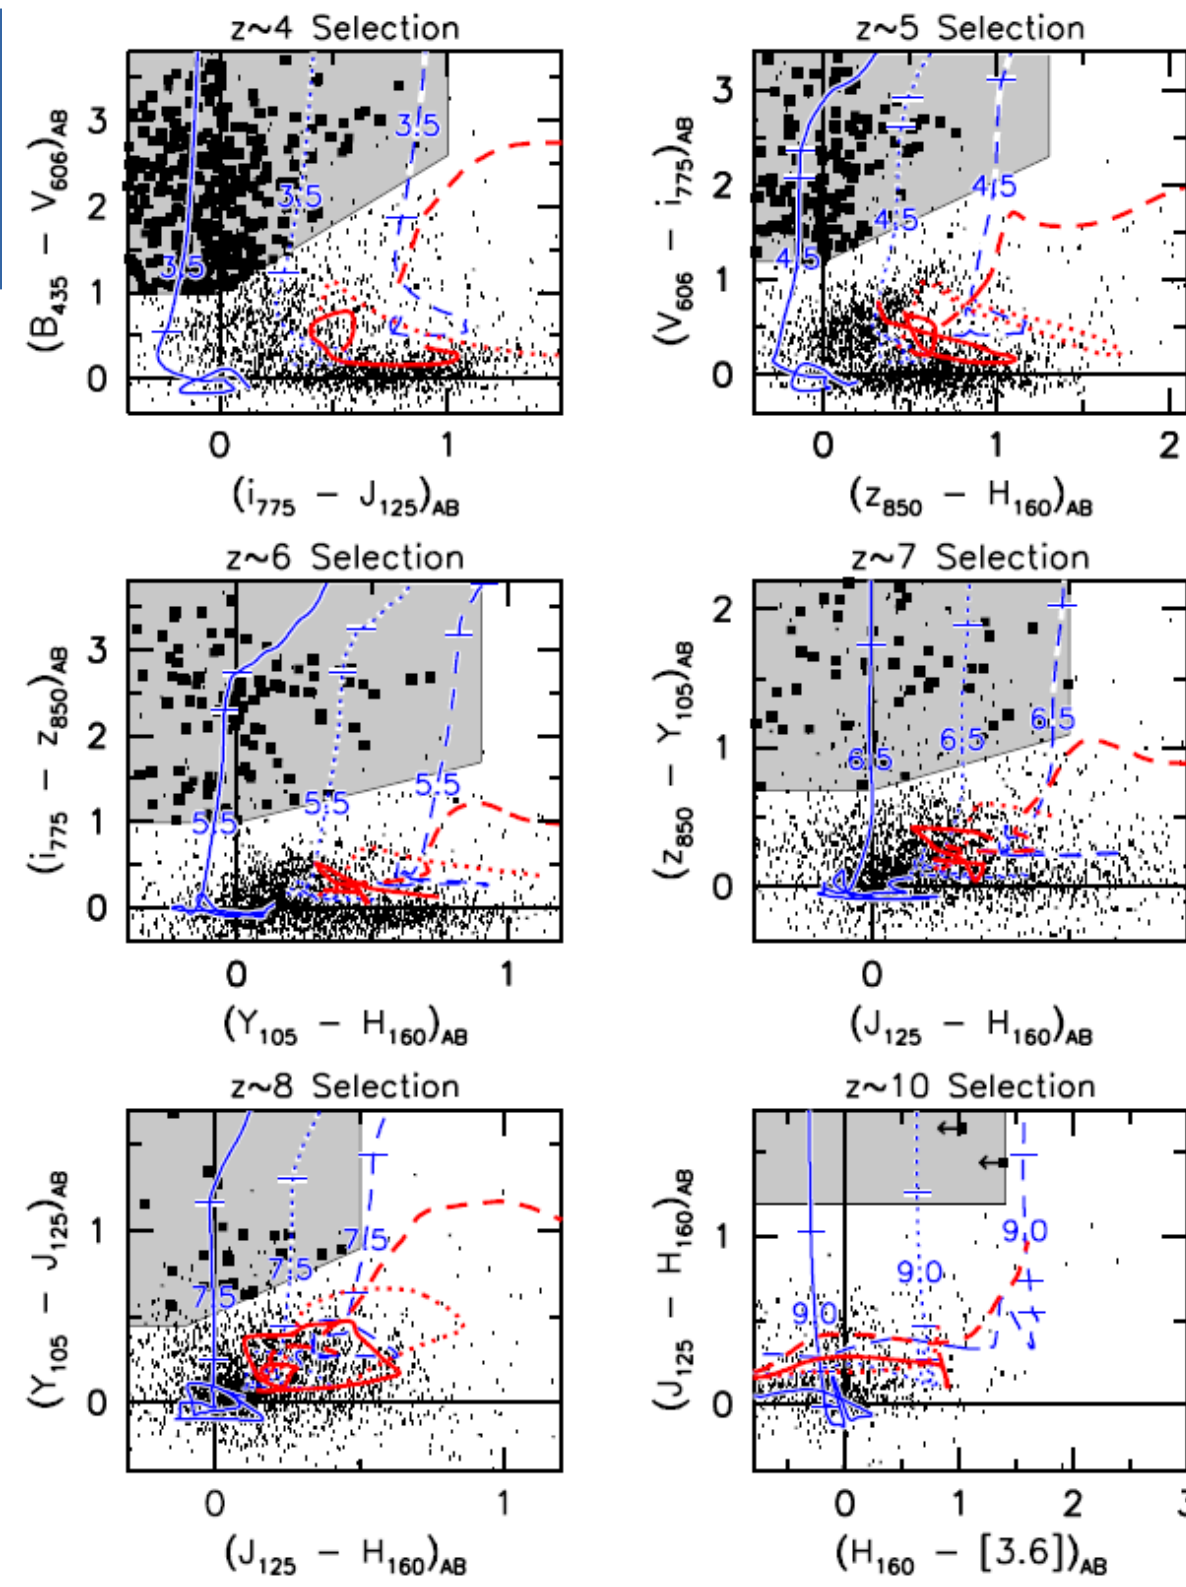 z~4 Selection
z~5 Selection
(B435 − V606)AB
3
2
1
0
3.5
3.5
3.5
0
1
(i775 − J125)AB
(V606 − i775)AB
3
2
1
0
4.5
4.5
4.5
0
1
2
(z850 − H160)AB
z~6 Selection
z~7 Selection
(i775 − z850)AB
3
2
1
0
5.5
5.5
5.5
0
1
(Y105 − H160)AB
(z850 − Y105)AB
2
1
0
6.5
6.5
6.5
0
(J125 − H160)AB
z~8 Selection
z~10 Selection
(Y105 − J125)AB
1
0
7.5
7.5
7.5
0
1
(J125 − H160)AB
(J125 − H160)AB
1
0
9.0
9.0
9.0
0
1
2
3
(H160 − [3.6])AB